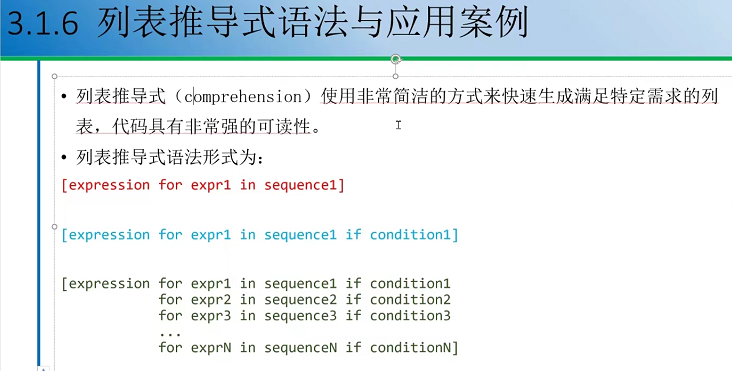 3.1.6 列表推导式语法与应用案例
• 列表推导式（comprehension）使用非常简洁的方式来快速生成满足特定需求的列
表，代码具有非常强的可读性。
• 列表推导式语法形式为：
[expression for expr1 in sequence1]
[expression for expr1 in sequence1 if condition1]
[expression for expr1 in sequence1 if condition1
for expr2 in sequence2 if condition2
for expr3 in sequence3 if condition3
...
for exprN in sequenceN if conditionN]